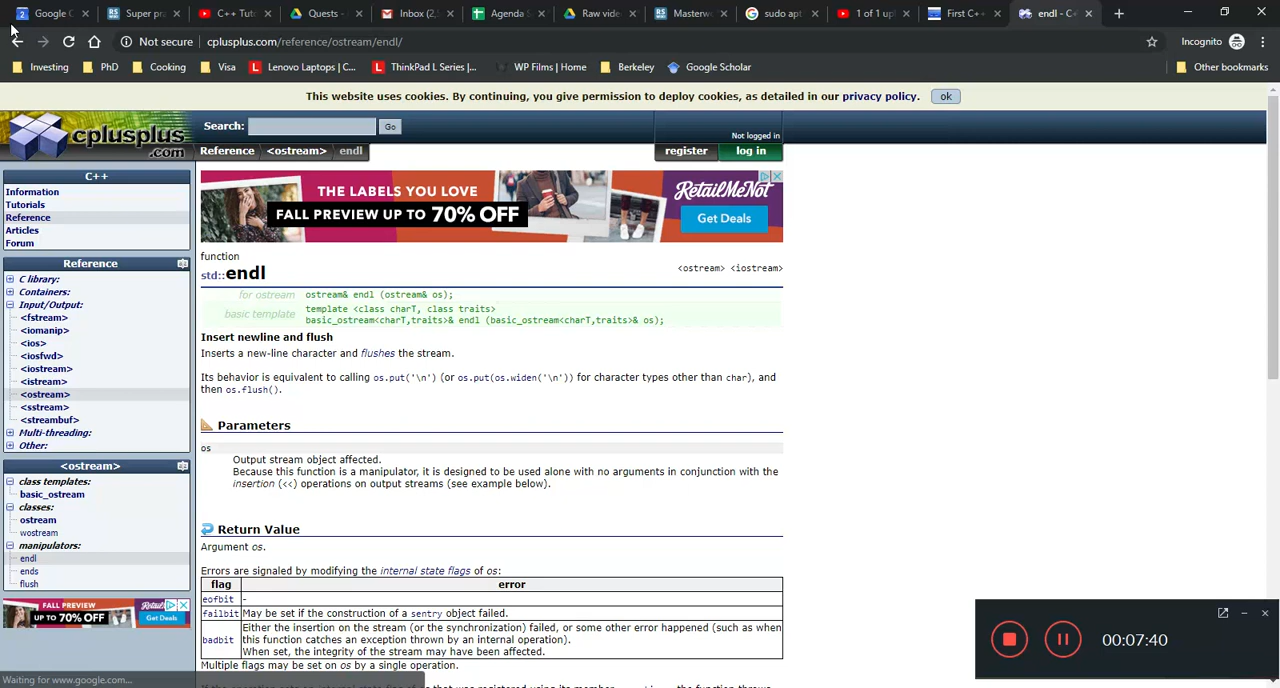 Google C
Super pr
C++ Tut
Quests -
Inbox (2,
Agenda
Raw vide
Masterw
sudo apt
1 of 1 up
First C+
endl - C+
Not secure
cplusplus.com/reference/ostream/endl/
Incognito
Investing
PhD
Cooking
Visa
Lenovo Laptops | C...
ThinkPad L Series |...
WP Films | Home
Berkeley
Google Scholar
Other bookmarks
This website uses cookies. By continuing, you give permission to deploy cookies, as detailed in our privacy policy.
ok
cplusplus
.com
Search:
Go
Not logged in
Reference
<ostream>
endl
register
log in
C++
Information
Tutorials
Reference
Articles
Forum
Reference
C library:
Containers:
Input/Output:
<fstream>
<iomanip>
<ios>
<iosfwd>
<iostream>
<istream>
<ostream>
<sstream>
<streambuf>
Multi-threading:
Other:
<ostream>
class templates:
basic_ostream
classes:
ostream
wostream
manipulators:
endl
ends
flush
FALL PREVIEW
UP TO 70% OFF
Get Deals
THE LABELS YOU LOVE
FALL PREVIEW UP TO 70% OFF
RetailMeNot
Get Deals
function
std::endl
<ostream> <iostream>
for ostream ostream& endl (ostream& os);
basic template template <class charT, class traits>
basic_ostream<charT,traits>& endl (basic_ostream<charT,traits>& os);
Insert newline and flush
Inserts a new-line character and flushes the stream.
Its behavior is equivalent to calling os.put('\n') (or os.put(os.widen('\n')) for character types other than char), and
then os.flush().
Parameters
os
Output stream object affected.
Because this function is a manipulator, it is designed to be used alone with no arguments in conjunction with the
insertion (<<) operations on output streams (see example below).
Return Value
Argument os.
Errors are signaled by modifying the internal state flags of os:
flag error
eofbit -
failbit May be set if the construction of a sentry object failed.
badbit Either the insertion on the stream (or the synchronization) failed, or some other error happened (such as when
this function catches an exception thrown by an internal operation).
When set, the integrity of the stream may have been affected.
Multiple flags may be set on os by a single operation.
00:07:40
Waiting for www.google.com...